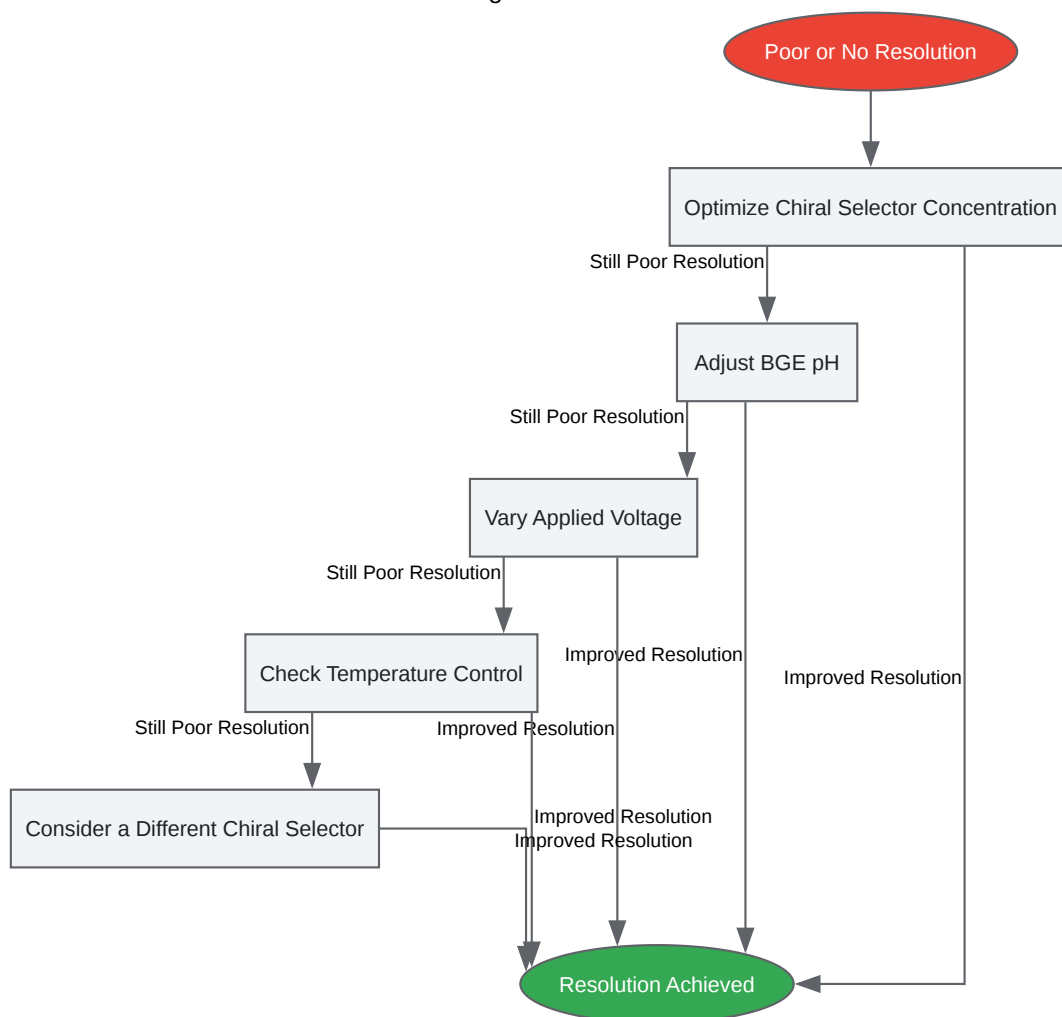 Poor or No Resolution
Optimize Chiral Selector Concentration
Still Poor Resolution
Adjust BGE pH
Still Poor Resolution
Vary Applied Voltage
Still Poor Resolution
Improved Resolution
Improved Resolution
Check Temperature Control
Still Poor Resolution
Improved Resolution
Consider a Different Chiral Selector
Improved Resolution
Improved Resolution
Resolution Achieved